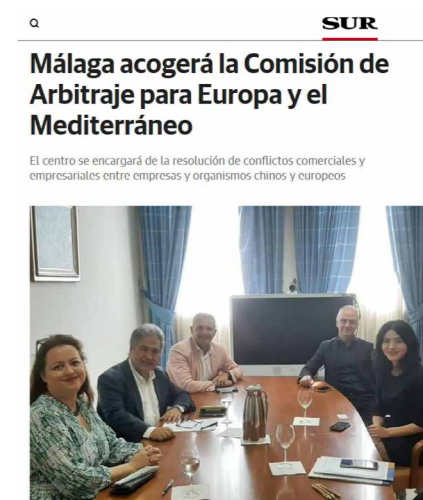 SUR
Málaga acogerá la Comisión de
Arbitraje para Europa y el
Mediterráneo
El centro se encargará de la resolución de conflictos comerciales y
empresariales entre empresas y organismos chinos y europeos